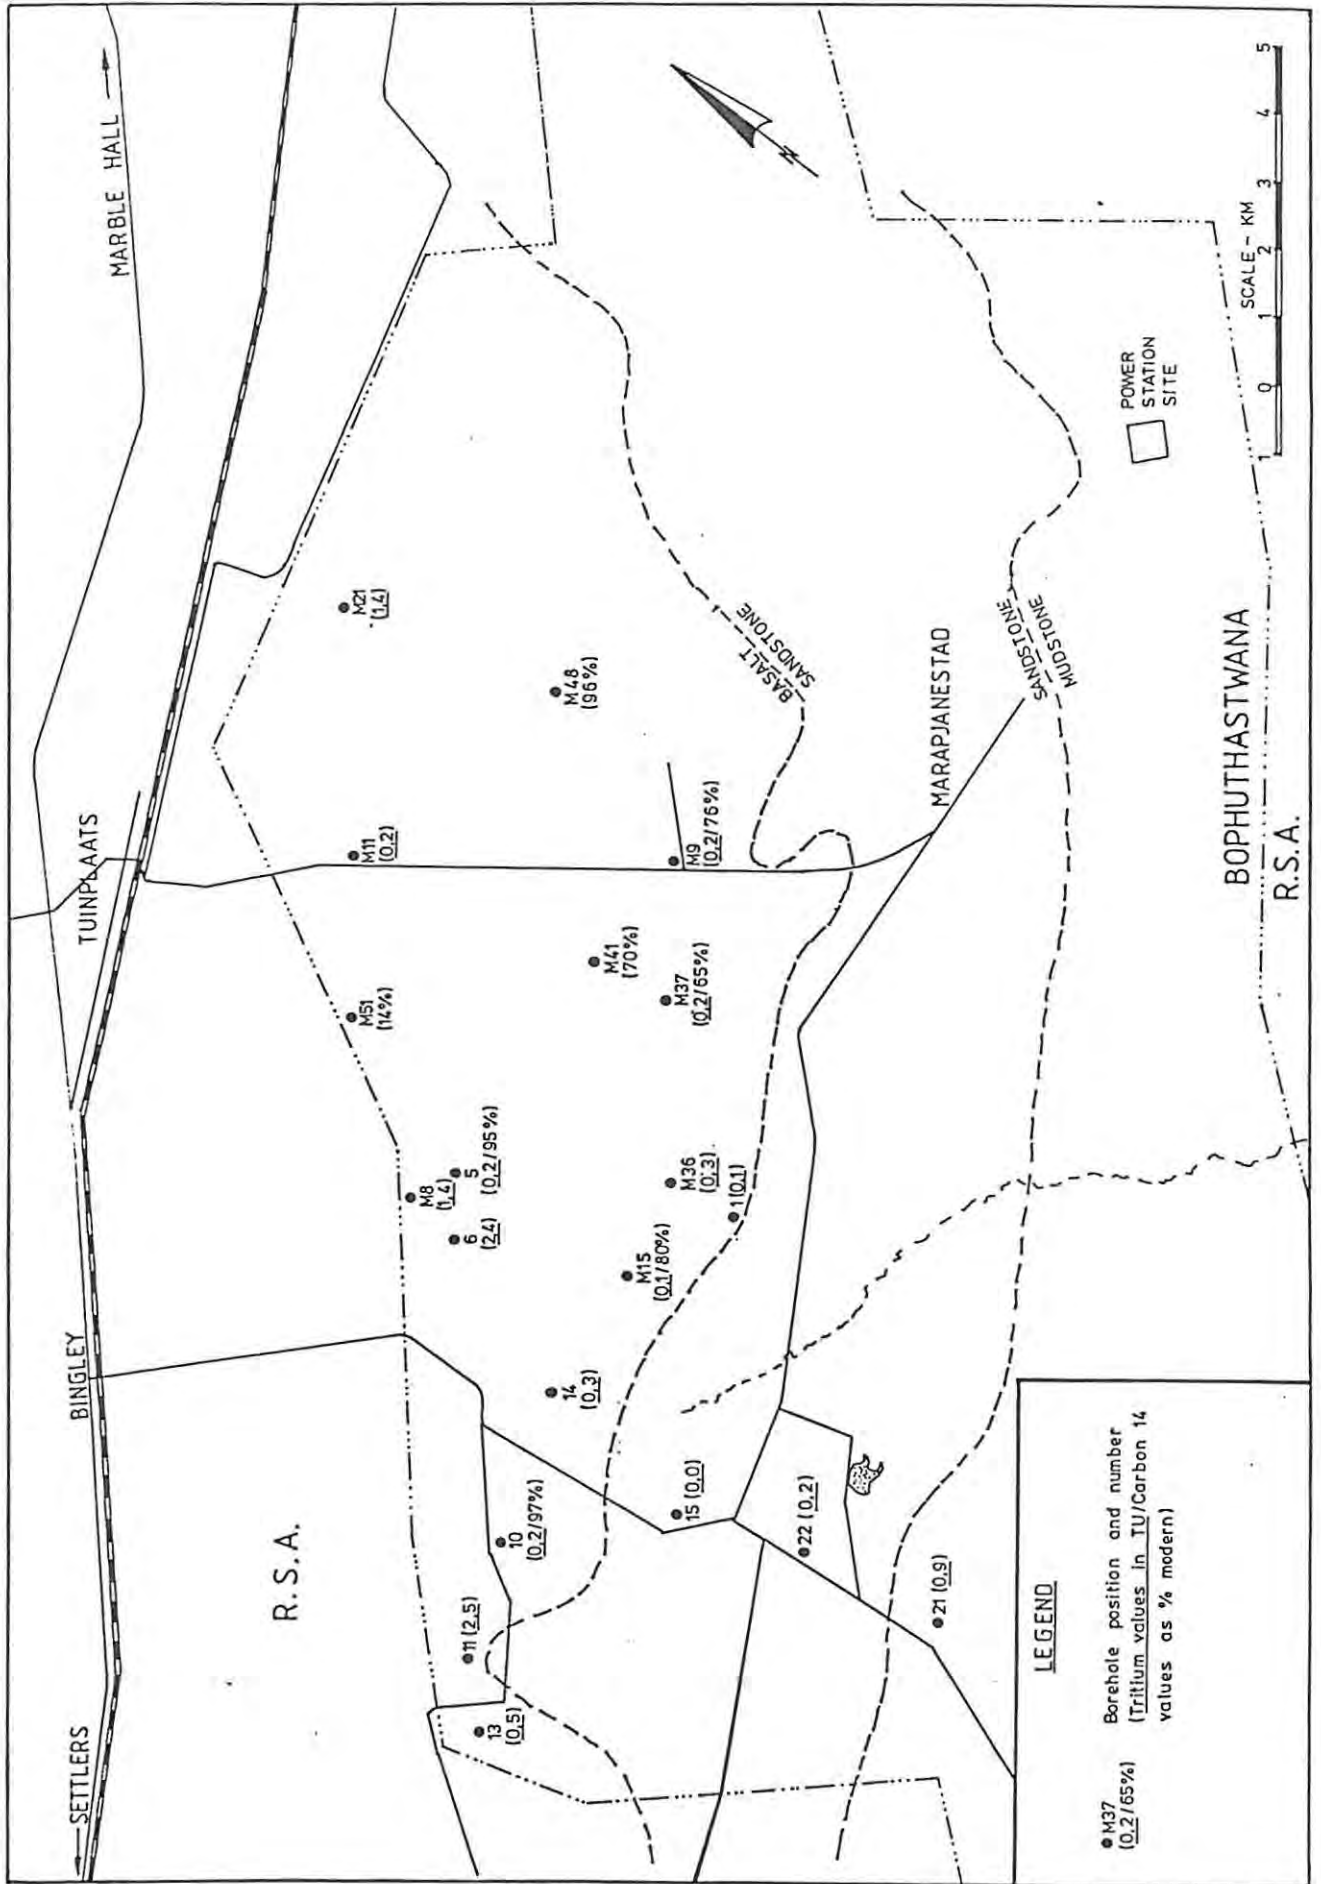 ← SETTLERS
BINGLEY
TUINPLAATS
MARBLE HALL →
R.S.A.
M21
(1,4)
M11
(0,2)
M51
(14%)
M8
(1,4)
5
(0,2/95%)
6
(2,4)
M48
(96%)
M41
(70%)
M37
(0,2/65%)
M9
(0,2/76%)
M36
(0,3)
1 (0,1)
M15
(0,1/80%)
14
(0,3)
10
(0,2/97%)
11 (2,5)
13
(0,5)
15 (0,0)
22 (0,2)
21 (0,9)
BASALT
SANDSTONE
MARAPJANESTAD
SANDSTONE
MUDSTONE
N
POWER
STATION
SITE
BOPHUTHASTWANA
R.S.A.
SCALE - KM
1 0 1 2 3 4 5
LEGEND
M37
(0,2/65%)
Borehole position and number
(Tritium values in TU/Carbon 14
values as % modern)